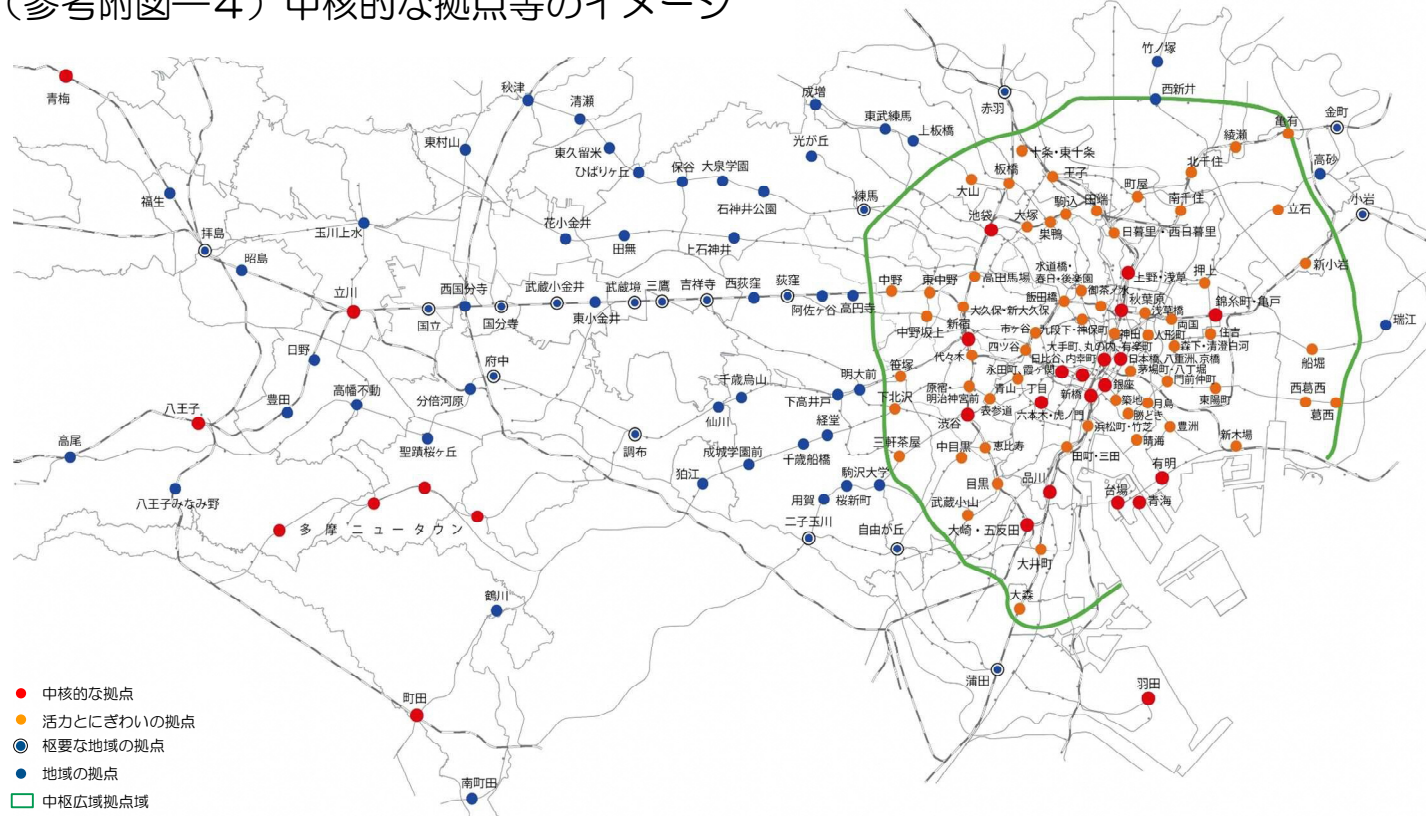 （参考附図―４）中核的な拠点等のイメージ
青梅
福生
拝島
昭島
東村山
秋津
清瀬
東久留米
ひばりヶ丘
保谷
大泉学園
石神井公園
玉川上水
花小金井
田無
上石神井
成増
光が丘
東武練馬
上板橋
練馬
立川
国立
西国分寺
国分寺
武蔵小金井
東小金井
武蔵境
三鷹
吉祥寺
西荻窪
荻窪
阿佐ヶ谷
高円寺
日野
豊田
八王子
高尾
八王子みなみ野
高幡不動
府中
分倍河原
聖蹟桜ヶ丘
多摩ニュータウン
調布
仙川
千歳烏山
下高井戸
明大前
経堂
千歳船橋
成城学園前
狛江
駒沢大学
桜新町
用賀
二子玉川
自由が丘
鶴川
町田
南町田
竹ノ塚
西新井
赤羽
亀有
金町
綾瀬
高砂
北千住
小岩
十条・東十条
板橋
大山
王子
町屋
南千住
立石
駒込
田端
池袋
大塚
巣鴨
日暮里・西日暮里
新小岩
中野
東中野
高田馬場
水道橋・
春日・後楽園
上野・浅草
押上
飯田橋
御茶ノ水
秋葉原
錦糸町・亀戸
大久保・新大久保
浅草橋
両国
瑞江
中野坂上
新宿
市ヶ谷
九段下・神保町
神田
人形町
住吉
四ツ谷
大手町、丸の内、有楽町
森下・清澄白河
船堀
代々木
日比谷、内幸町
日本橋、八重洲、京橋
笹塚
永田町、霞ヶ関
茅場町・八丁堀
門前仲町
原宿・
明治神宮前
青山一丁目
新橋
銀座
東陽町
西葛西
葛西
下北沢
表参道
六本木・虎ノ門
築地
月島
渋谷
勝どき
三軒茶屋
中目黒
恵比寿
浜松町・竹芝
豊洲
晴海
新木場
田町・三田
目黒
品川
有明
台場
青海
武蔵小山
大崎・五反田
大井町
大森
蒲田
羽田
中核的な拠点
活力とにぎわいの拠点
枢要な地域の拠点
地域の拠点
中枢広域拠点域